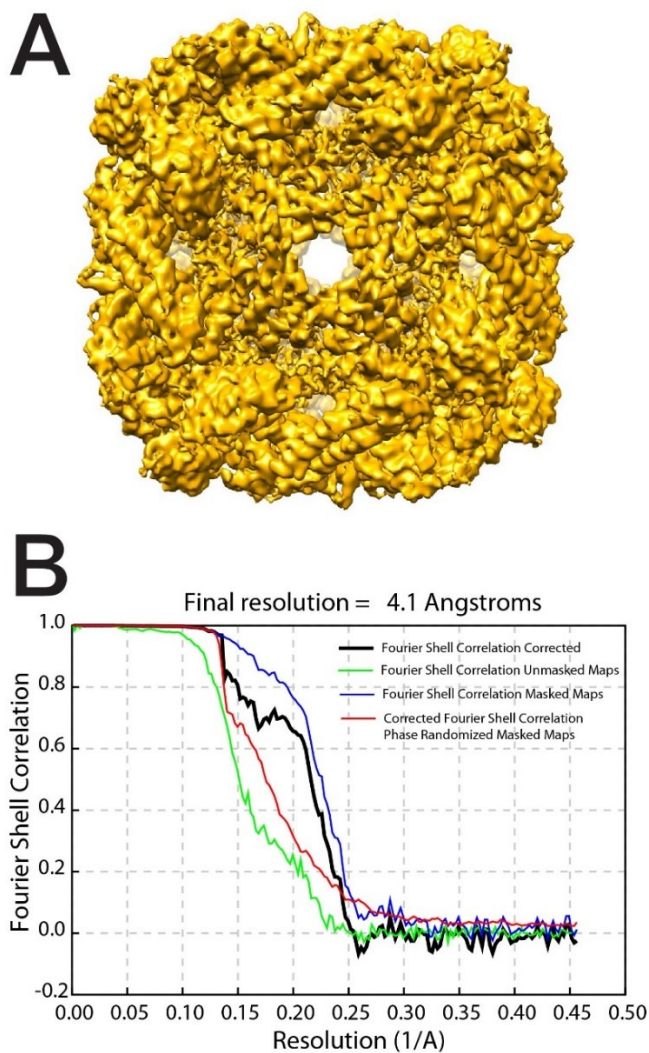 A
B
Final resolution = 4.1 Angstroms
1.0
0.8
0.6
0.4
0.2
0.0
-0.2
Fourier Shell Correlation
Fourier Shell Correlation Corrected
Fourier Shell Correlation Unmasked Maps
Fourier Shell Correlation Masked Maps
Corrected Fourier Shell Correlation
Phase Randomized Masked Maps
0.00 0.05 0.10 0.15 0.20 0.25 0.30 0.35 0.40 0.45 0.50
Resolution (1/A)